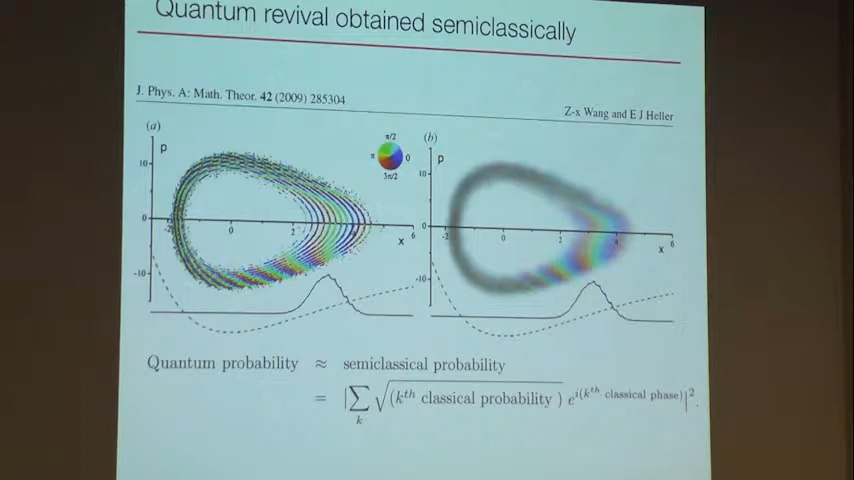 Quantum revival obtained semiclassically
J. Phys. A: Math. Theor. 42 (2009) 285304
Z-x Wang and E J Heller
(a)
p
10
0
-10
-2
0
2
x
6
π/2
π
0
3π/2
(b)
p
10
0
-10
-2
0
2
4
x
6
Quantum probability ≈ semiclassical probability
= |∑ √(kth classical probability ) e^i(kth classical phase)|^2.
k